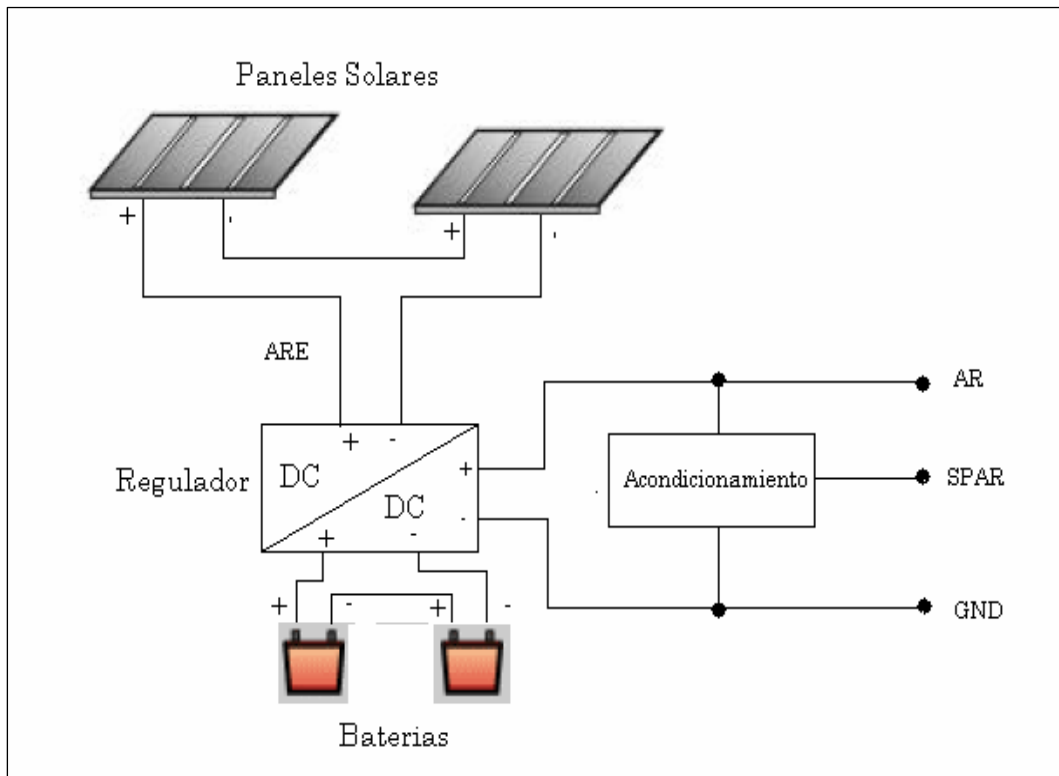 Paneles Solares
+ - + -
ARE
+ -
AR
Regulador
DC
+
Acondicionamiento
SPAR
DC
-
+ -
+ - + -
GND
Baterias